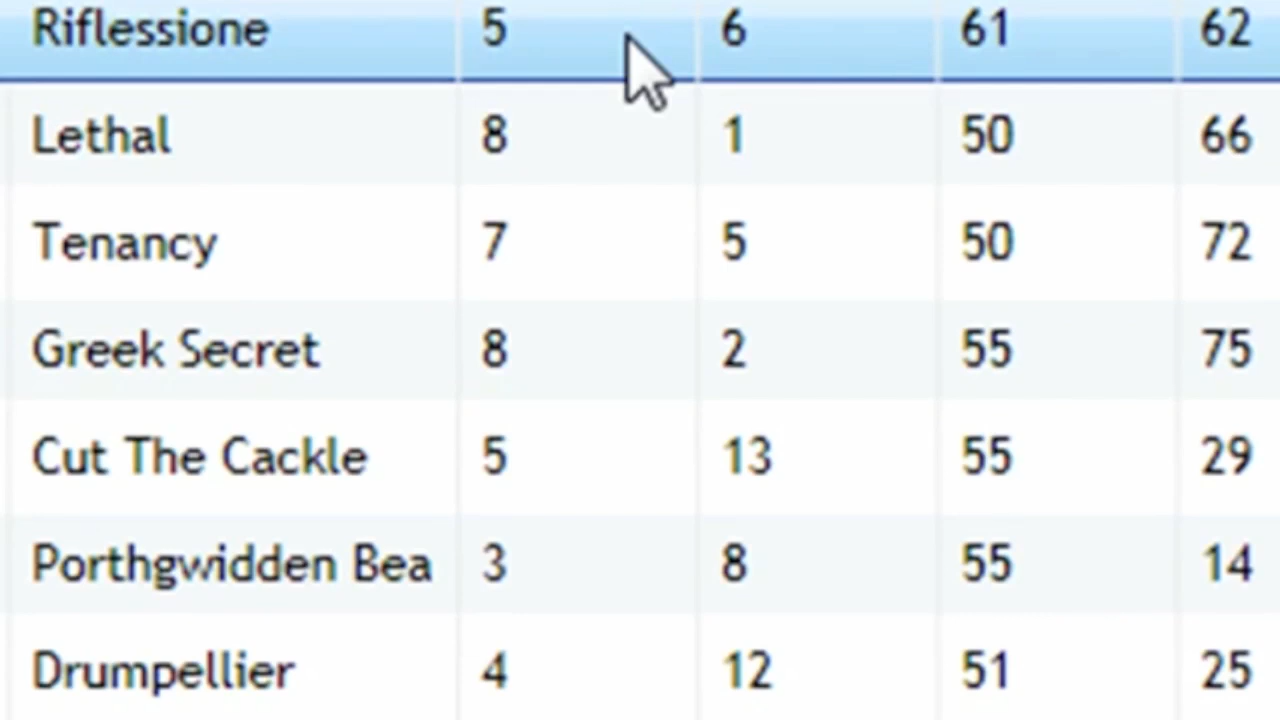 Riflessione 5 6 61 62
Lethal 8 1 50 66
Tenancy 7 5 50 72
Greek Secret 8 2 55 75
Cut The Cackle 5 13 55 29
Porthgwidden Bea 3 8 55 14
Drumpellier 4 12 51 25